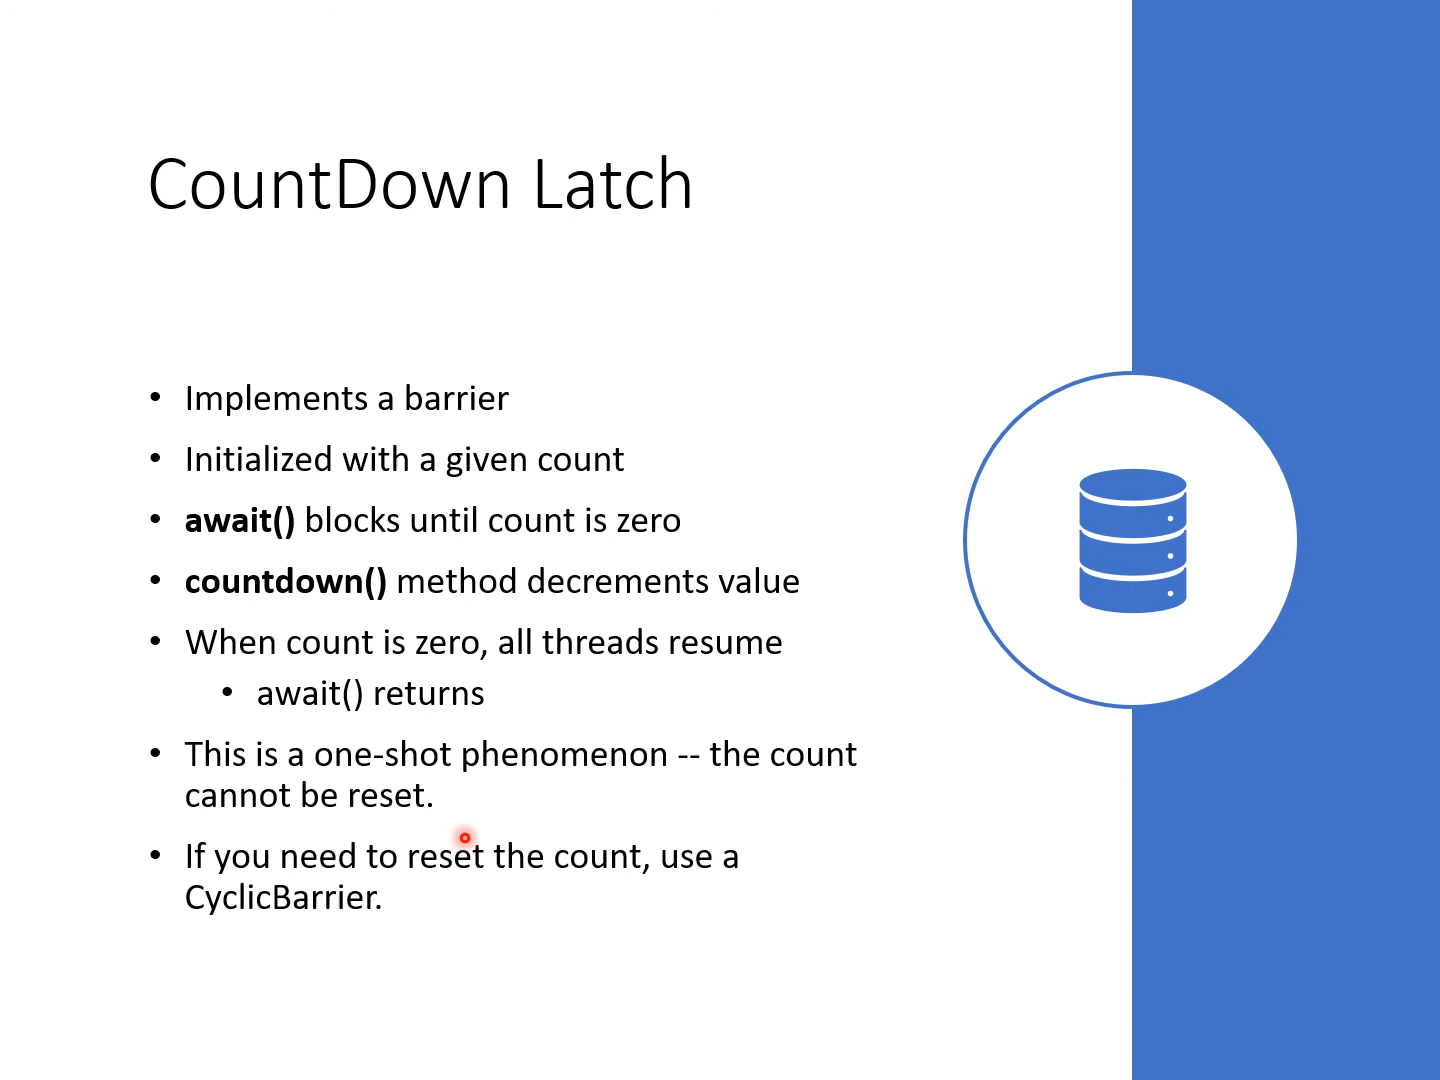 CountDown Latch
• Implements a barrier
• Initialized with a given count
• await() blocks until count is zero
• countdown() method decrements value
• When count is zero, all threads resume
• await() returns
• This is a one-shot phenomenon -- the count
cannot be reset.
• If you need to reset the count, use a
CyclicBarrier.